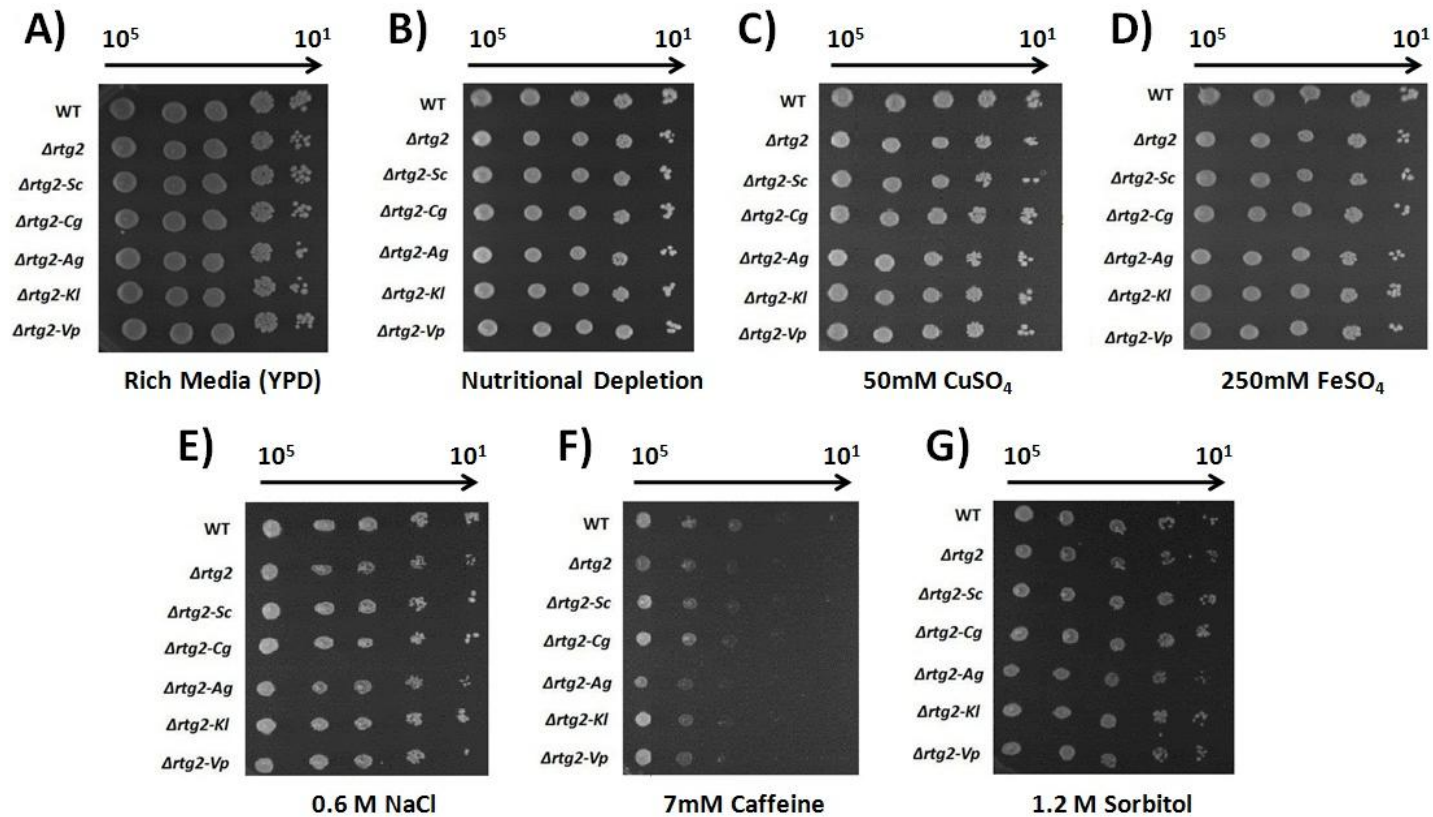 A)
10⁵ 10¹
WT
Δrtg2
Δrtg2-Sc
Δrtg2-Cg
Δrtg2-Ag
Δrtg2-Kl
Δrtg2-Vp
Rich Media (YPD)
B)
10⁵ 10¹
WT
Δrtg2
Δrtg2-Sc
Δrtg2-Cg
Δrtg2-Ag
Δrtg2-Kl
Δrtg2-Vp
Nutritional Depletion
C)
10⁵ 10¹
WT
Δrtg2
Δrtg2-Sc
Δrtg2-Cg
Δrtg2-Ag
Δrtg2-Kl
Δrtg2-Vp
50mM CuSO₄
D)
10⁵ 10¹
WT
Δrtg2
Δrtg2-Sc
Δrtg2-Cg
Δrtg2-Ag
Δrtg2-Kl
Δrtg2-Vp
250mM FeSO₄
E)
10⁵ 10¹
WT
Δrtg2
Δrtg2-Sc
Δrtg2-Cg
Δrtg2-Ag
Δrtg2-Kl
Δrtg2-Vp
0.6 M NaCl
F)
10⁵ 10¹
WT
Δrtg2
Δrtg2-Sc
Δrtg2-Cg
Δrtg2-Ag
Δrtg2-Kl
Δrtg2-Vp
7mM Caffeine
G)
10⁵ 10¹
WT
Δrtg2
Δrtg2-Sc
Δrtg2-Cg
Δrtg2-Ag
Δrtg2-Kl
Δrtg2-Vp
1.2 M Sorbitol